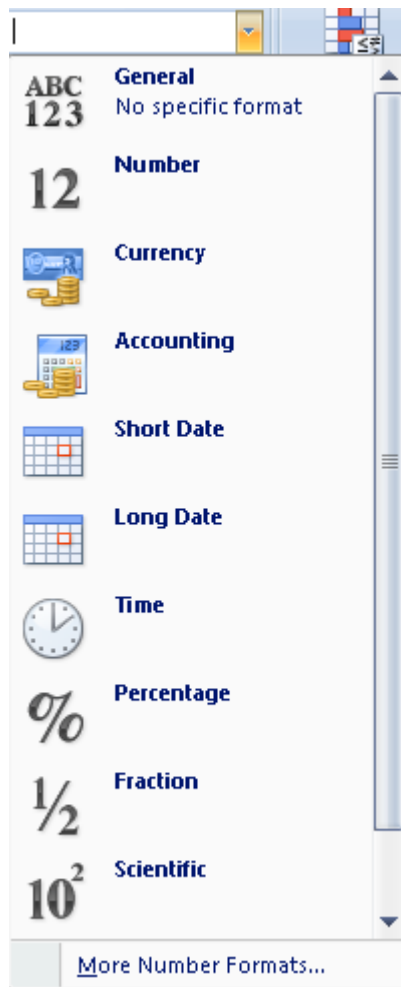 ABC
123
General
No specific format
12
Number
Currency
123
Accounting
Short Date
Long Date
Time
%
Percentage
1/2
Fraction
10²
Scientific
More Number Formats...